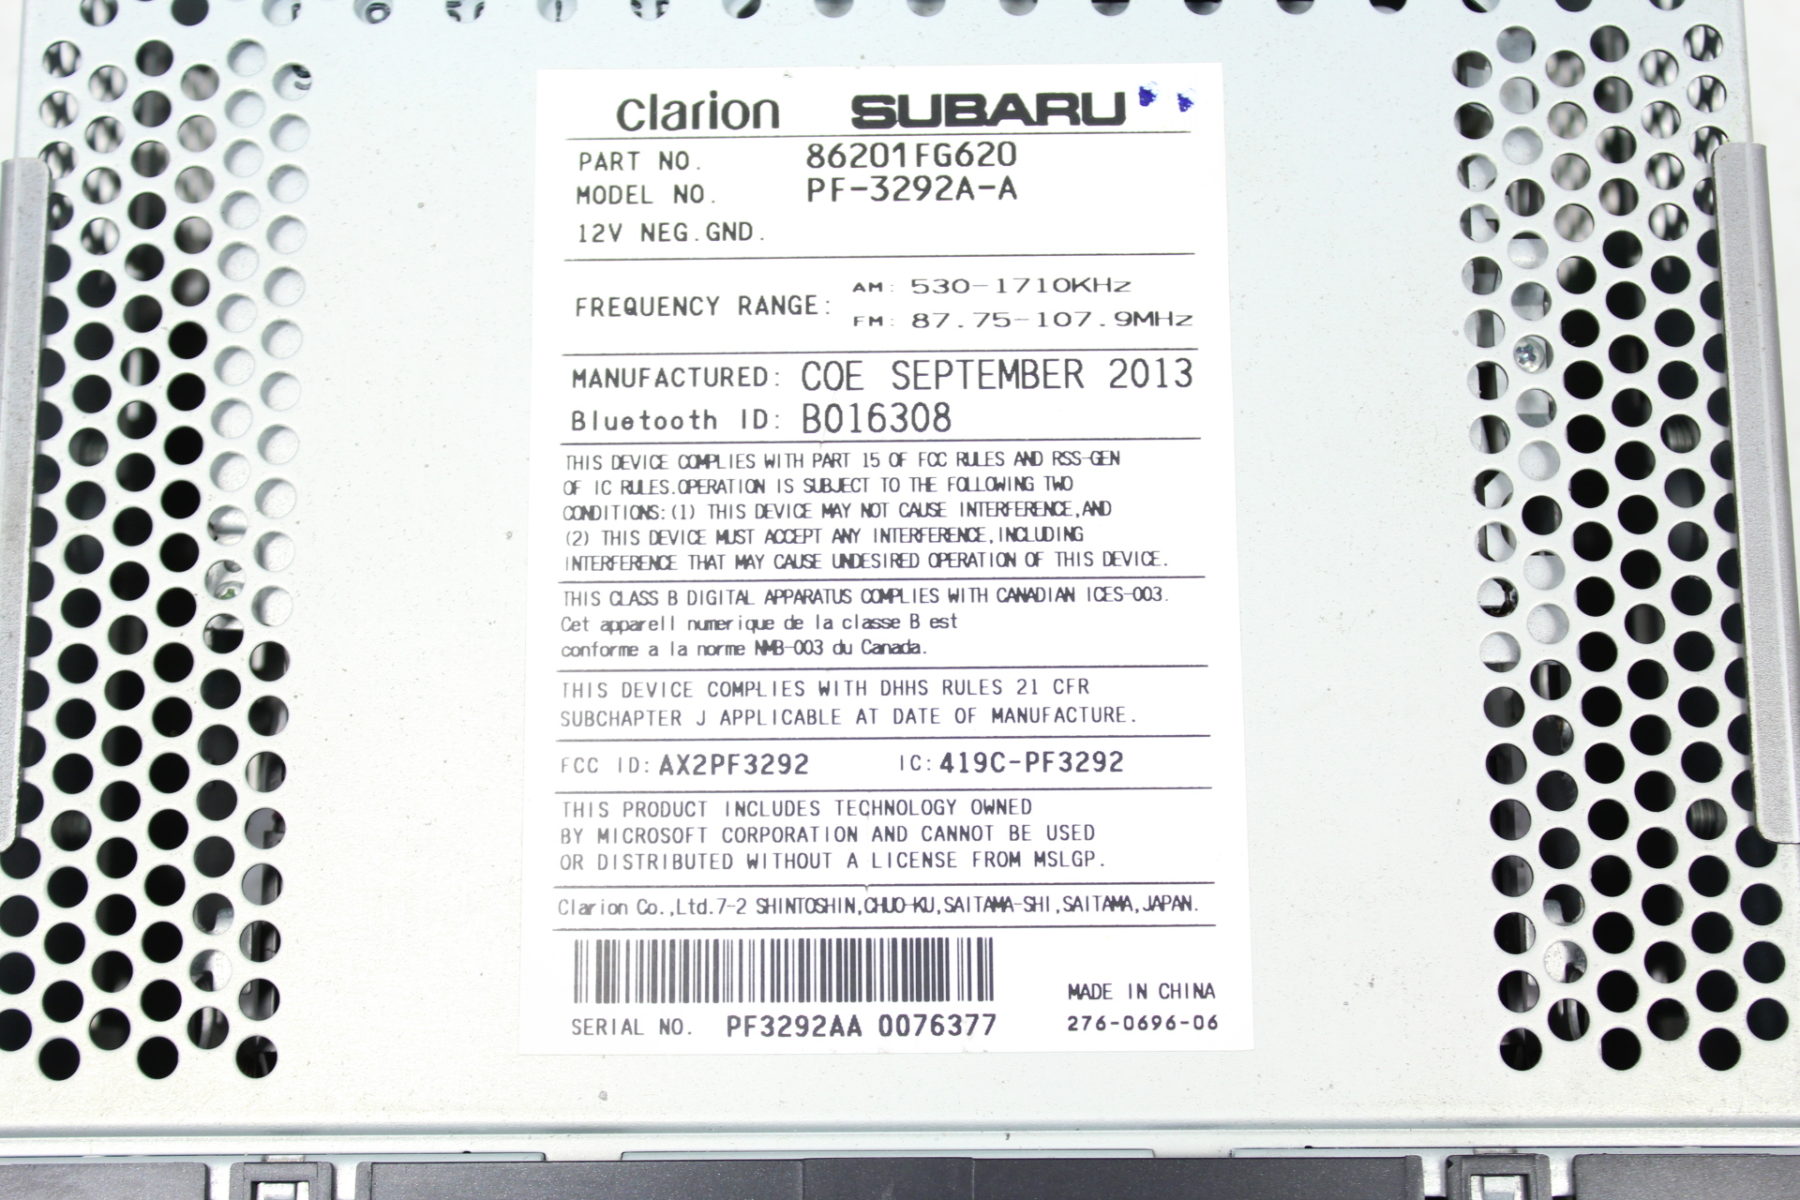 clarion SUBARU
PART NO. 86201FG620
MODEL NO. PF-3292A-A
12V NEG.GND.
FREQUENCY RANGE: AM: 530-1710KHz
FM: 87.75-107.9MHz
MANUFACTURED: COE SEPTEMBER 2013
Bluetooth ID: B016308
THIS DEVICE COMPLIES WITH PART 15 OF FCC RULES AND RSS-GEN
OF IC RULES.OPERATION IS SUBJECT TO THE FOLLOWING TWO
CONDITIONS:(1) THIS DEVICE MAY NOT CAUSE INTERFERENCE,AND
(2) THIS DEVICE MUST ACCEPT ANY INTERFERENCE,INCLUDING
INTERFERENCE THAT MAY CAUSE UNDESIRED OPERATION OF THIS DEVICE.
THIS CLASS B DIGITAL APPARATUS COMPLIES WITH CANADIAN ICES-003.
Cet appareil numerique de la classe B est
conforme a la norme NMB-003 du Canada.
THIS DEVICE COMPLIES WITH DHHS RULES 21 CFR
SUBCHAPTER J APPLICABLE AT DATE OF MANUFACTURE.
FCC ID: AX2PF3292 IC: 419C-PF3292
THIS PRODUCT INCLUDES TECHNOLOGY OWNED
BY MICROSOFT CORPORATION AND CANNOT BE USED
OR DISTRIBUTED WITHOUT A LICENSE FROM MSLGP.
Clarion Co.,Ltd.7-2 SHINTOSHIN,CHUO-KU,SAITAMA-SHI,SAITAMA,JAPAN.
MADE IN CHINA
SERIAL NO. PF3292AA 0076377 276-0696-06